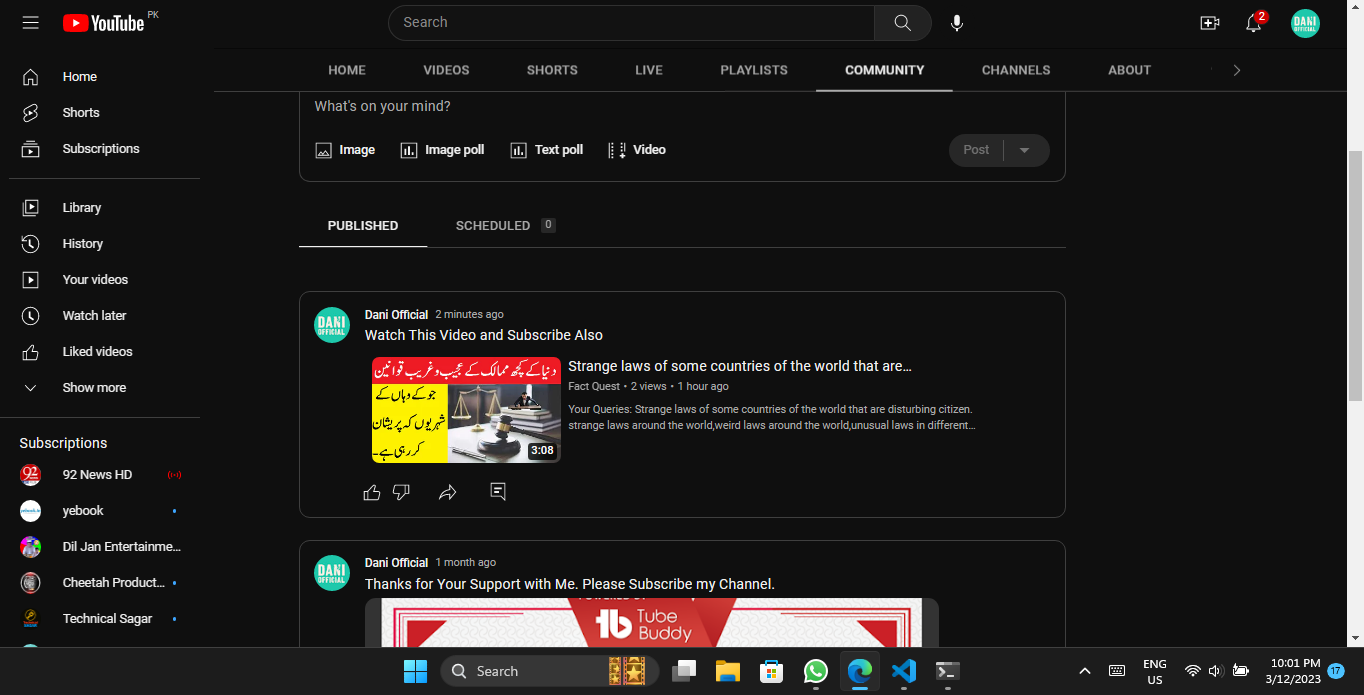 YouTube PK
Search
2
DANI OFFICIAL
Home
Shorts
Subscriptions
Library
History
Your videos
Watch later
Liked videos
Show more
Subscriptions
92 News HD
yebook
Dil Jan Entertainme...
Cheetah Product...
Technical Sagar
HOME VIDEOS SHORTS LIVE PLAYLISTS COMMUNITY CHANNELS ABOUT
What's on your mind?
Image Image poll Text poll Video Post
PUBLISHED SCHEDULED 0
DANI OFFICIAL
Dani Official 2 minutes ago
Watch This Video and Subscribe Also
دنیا کے کچھ ممالک کے عجیب و غریب قوانین
جو کے وہاں کے
شہریوں کہ پریشان
کر رہی ہے۔
3:08
Strange laws of some countries of the world that are...
Fact Quest • 2 views • 1 hour ago
Your Queries: Strange laws of some countries of the world that are disturbing citizen.
strange laws around the world,weird laws around the world,unusual laws in different...
DANI OFFICIAL
Dani Official 1 month ago
Thanks for Your Support with Me. Please Subscribe my Channel.
tb Tube
Buddy
Search
ENG
US
10:01 PM
3/12/2023
17